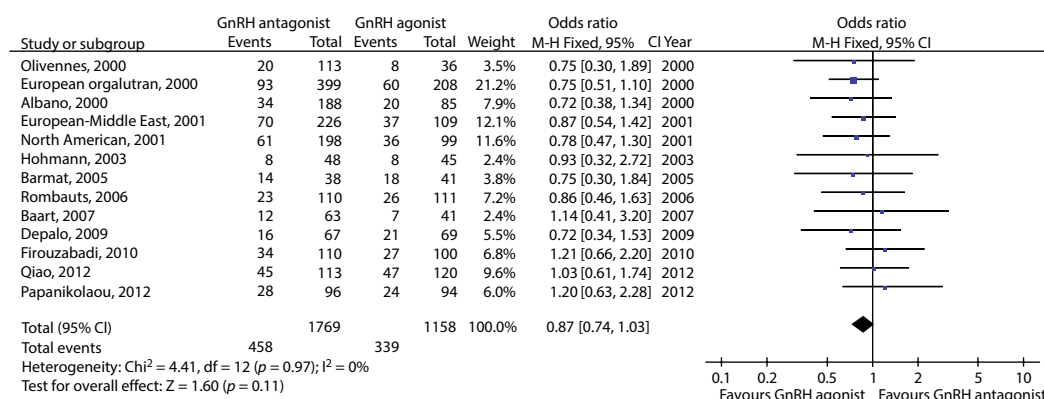 GnRH antagonist GnRH agonist Odds ratio Odds ratio
Study or subgroup Events Total Events Total Weight M-H Fixed, 95% CI Year M-H Fixed, 95% CI
Olivennes, 2000 20 113 8 36 3.5% 0.75 [0.30, 1.89] 2000
European orgalutran, 2000 93 399 60 208 21.2% 0.75 [0.51, 1.10] 2000
Albano, 2000 34 188 20 85 7.9% 0.72 [0.38, 1.34] 2000
European-Middle East, 2001 70 226 37 109 12.1% 0.87 [0.54, 1.42] 2001
North American, 2001 61 198 36 99 11.6% 0.78 [0.47, 1.30] 2001
Hohmann, 2003 8 48 8 45 2.4% 0.93 [0.32, 2.72] 2003
Barmat, 2005 14 38 18 41 3.8% 0.75 [0.30, 1.84] 2005
Rombauts, 2006 23 110 26 111 7.2% 0.86 [0.46, 1.63] 2006
Baart, 2007 12 63 7 41 2.4% 1.14 [0.41, 3.20] 2007
Depalo, 2009 16 67 21 69 5.5% 0.72 [0.34, 1.53] 2009
Firouzabadi, 2010 34 110 27 100 6.8% 1.21 [0.66, 2.20] 2010
Qiao, 2012 45 113 47 120 9.6% 1.03 [0.61, 1.74] 2012
Papanikolaou, 2012 28 96 24 94 6.0% 1.20 [0.63, 2.28] 2012
Total (95% CI) 1769 1158 100.0% 0.87 [0.74, 1.03]
Total events 458 339
Heterogeneity: Chi² = 4.41, df = 12 (p = 0.97); I² = 0%
Test for overall effect: Z = 1.60 (p = 0.11)
0.1 0.2 0.5 1 2 5 10
Favours GnRH agonist Favours GnRH antagonist